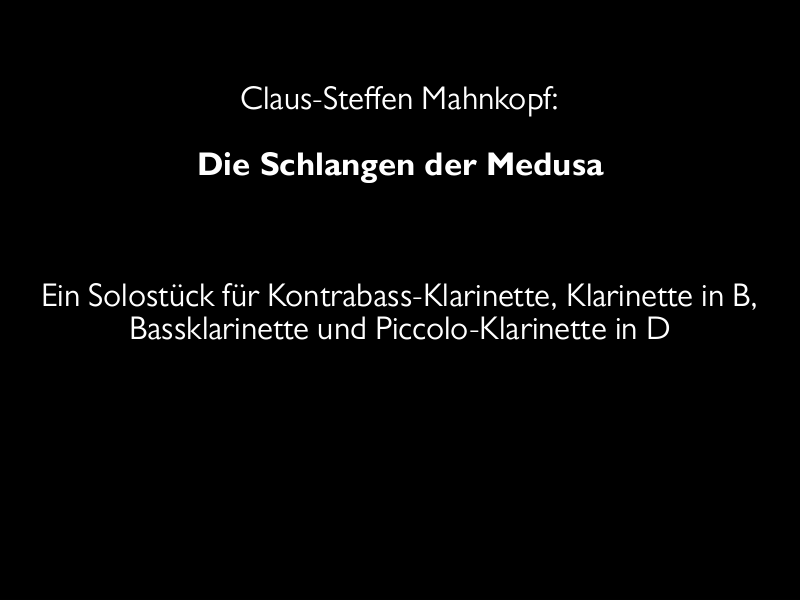 Claus-Steffen Mahnkopf:
Die Schlangen der Medusa
Ein Solostück für Kontrabass-Klarinette, Klarinette in B,
Bassklarinette und Piccolo-Klarinette in D